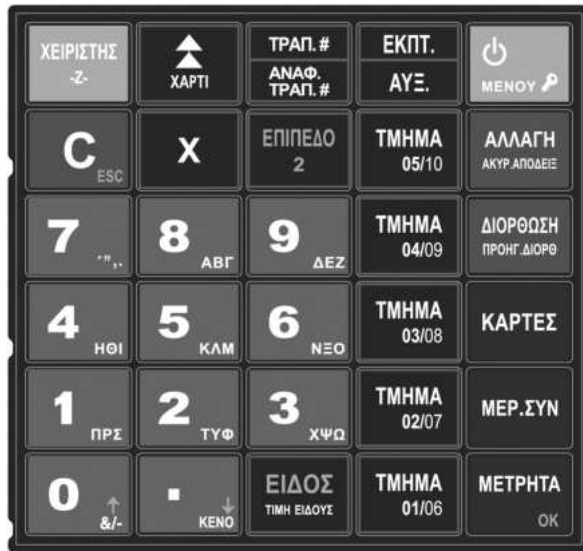 ΧΕΙΡΙΣΤΗΣ
-Z-
ΧΑΡΤΙ
ΤΡΑΠ. #
ΑΝΑΦ.
ΤΡΑΠ. #
ΕΚΠΤ.
ΑΥΞ.
ΜΕΝΟΥ
C
ESC
X
ΕΠΙΠΕΔΟ
2
ΤΜΗΜΑ
05/10
ΑΛΛΑΓΗ
ΑΚΥΡ.ΑΠΟΔΕΙΞ
7
΄",.
8
ΑΒΓ
9
ΔΕΖ
ΤΜΗΜΑ
04/09
ΔΙΟΡΘΩΣΗ
ΠΡΟΗΓ.ΔΙΟΡΘ
4
ΗΘΙ
5
ΚΛΜ
6
ΝΞΟ
ΤΜΗΜΑ
03/08
ΚΑΡΤΕΣ
1
ΠΡΣ
2
ΤΥΦ
3
ΧΨΩ
ΤΜΗΜΑ
02/07
ΜΕΡ.ΣΥΝ
0
&/-
.
ΚΕΝΟ
ΕΙΔΟΣ
ΤΙΜΗ ΕΙΔΟΥΣ
ΤΜΗΜΑ
01/06
ΜΕΤΡΗΤΑ
OK